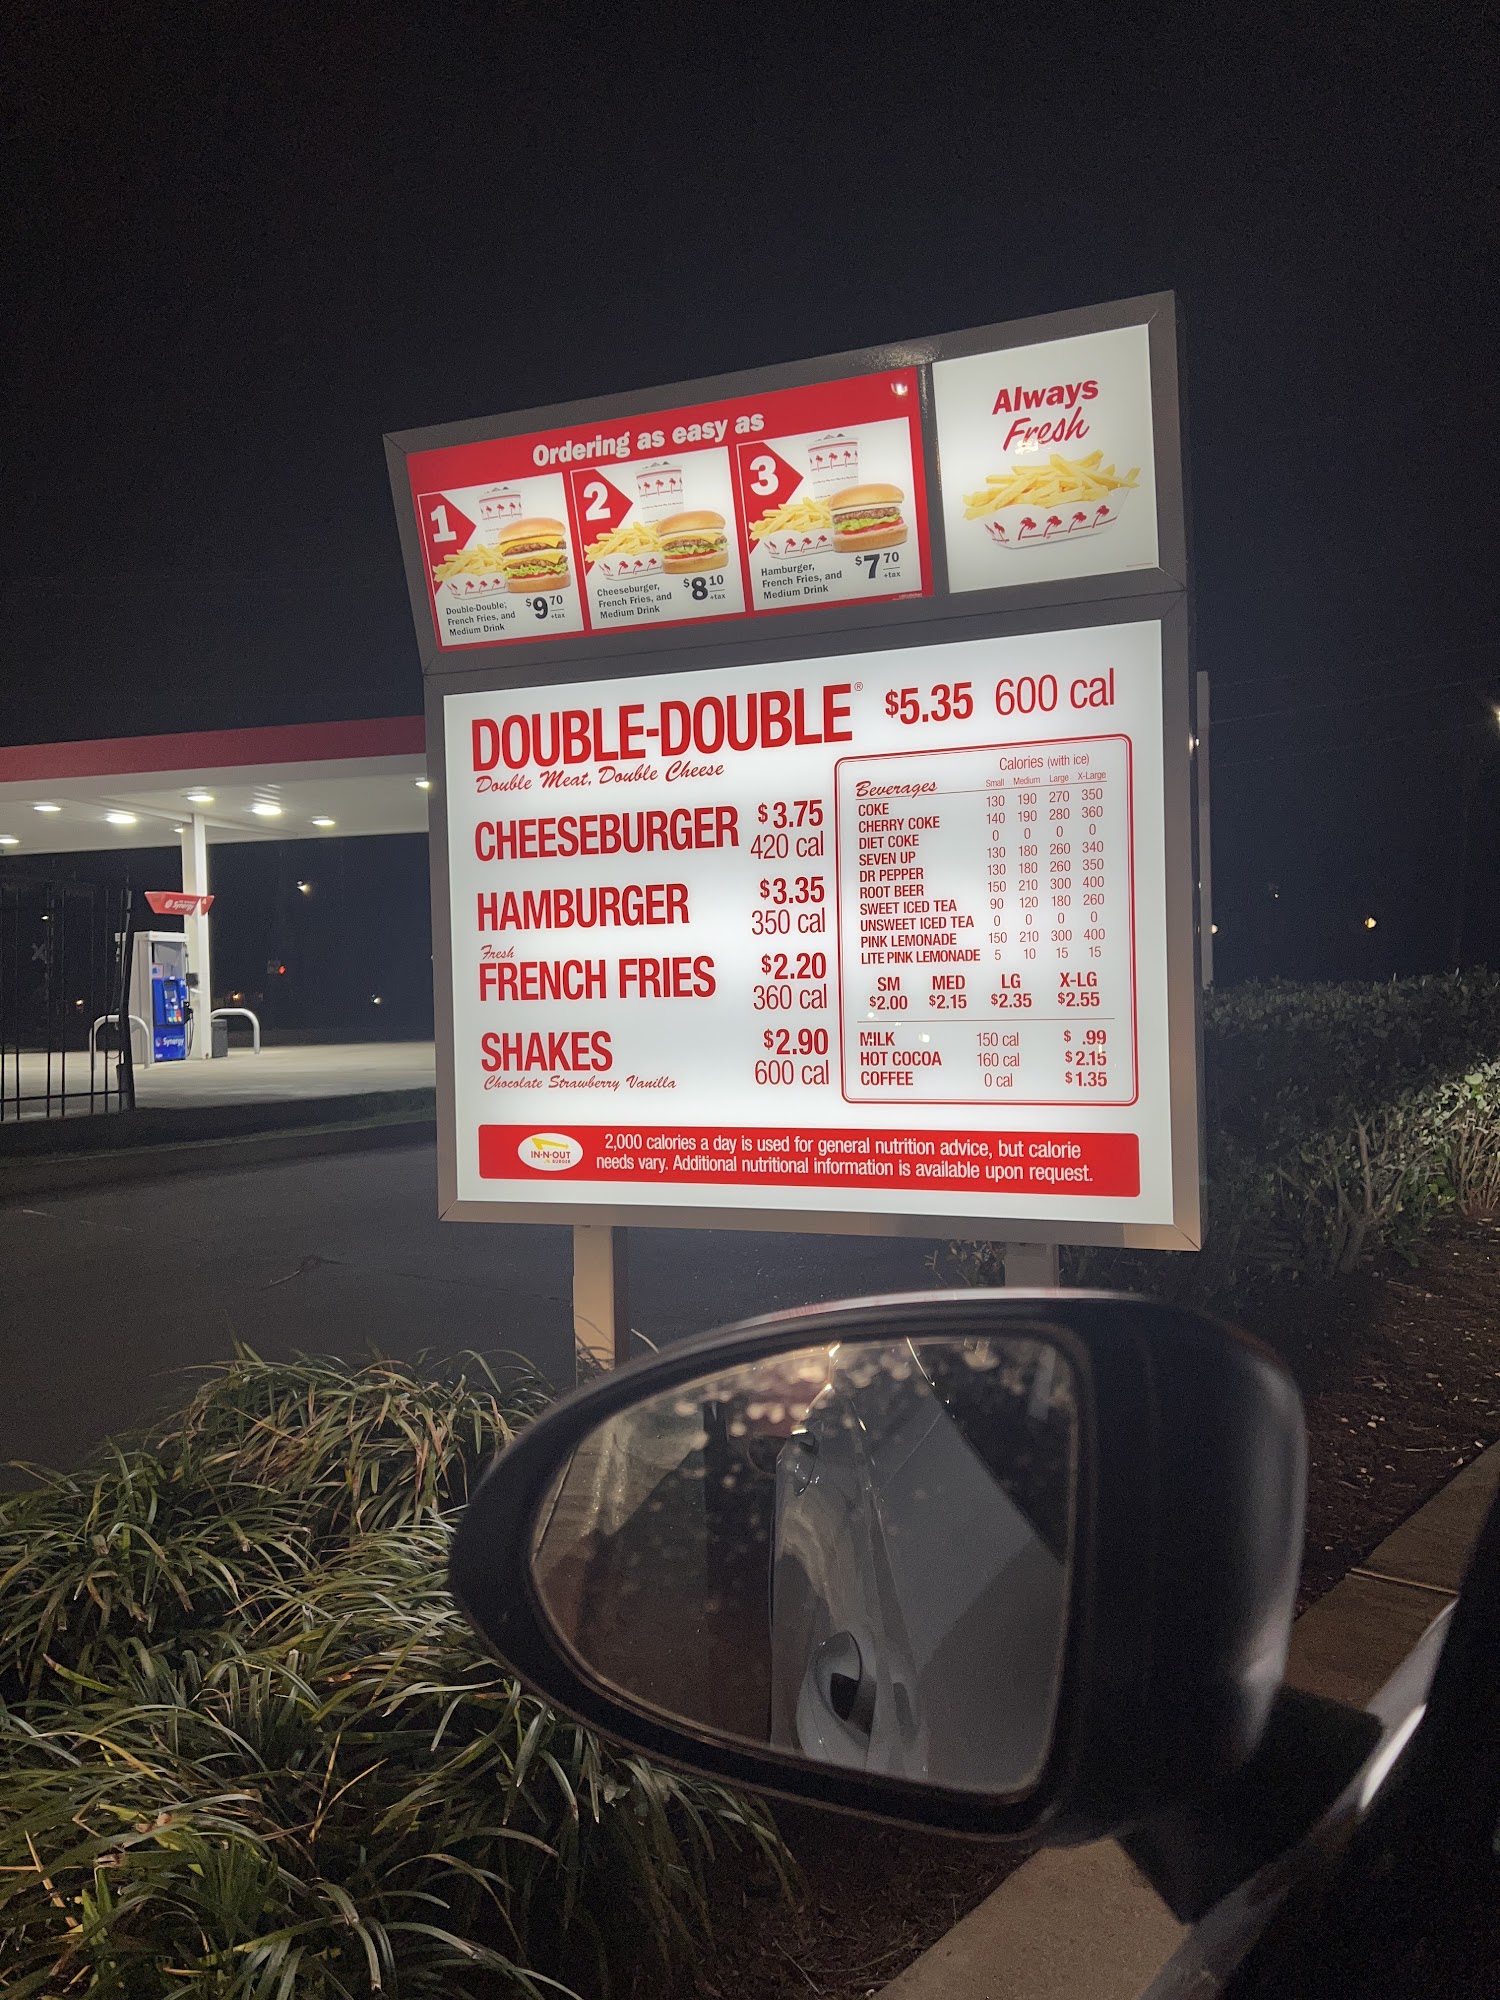 Ordering as easy as
1
Double-Double,
French Fries, and
Medium Drink
$9 70
+tax
2
Cheeseburger,
French Fries, and
Medium Drink
$8 10
+tax
3
Hamburger,
French Fries, and
Medium Drink
$7 70
+tax
Always
Fresh
DOUBLE-DOUBLE® $5.35 600 cal
Double Meat, Double Cheese
CHEESEBURGER $3.75
420 cal
HAMBURGER $3.35
350 cal
Fresh
FRENCH FRIES $2.20
360 cal
SHAKES $2.90
Chocolate Strawberry Vanilla 600 cal
Calories (with ice)
Beverages Small Medium Large X-Large
COKE 130 190 270 350
CHERRY COKE 140 190 280 360
DIET COKE 0 0 0 0
SEVEN UP 130 180 260 340
DR PEPPER 130 180 260 350
ROOT BEER 150 210 300 400
SWEET ICED TEA 90 120 180 260
UNSWEET ICED TEA 0 0 0 0
PINK LEMONADE 150 210 300 400
LITE PINK LEMONADE 5 10 15 15
SM MED LG X-LG
$2.00 $2.15 $2.35 $2.55
MILK 150 cal $ .99
HOT COCOA 160 cal $2.15
COFFEE 0 cal $1.35
IN-N-OUT
BURGER
2,000 calories a day is used for general nutrition advice, but calorie
needs vary. Additional nutritional information is available upon request.
Synergy
Synergy